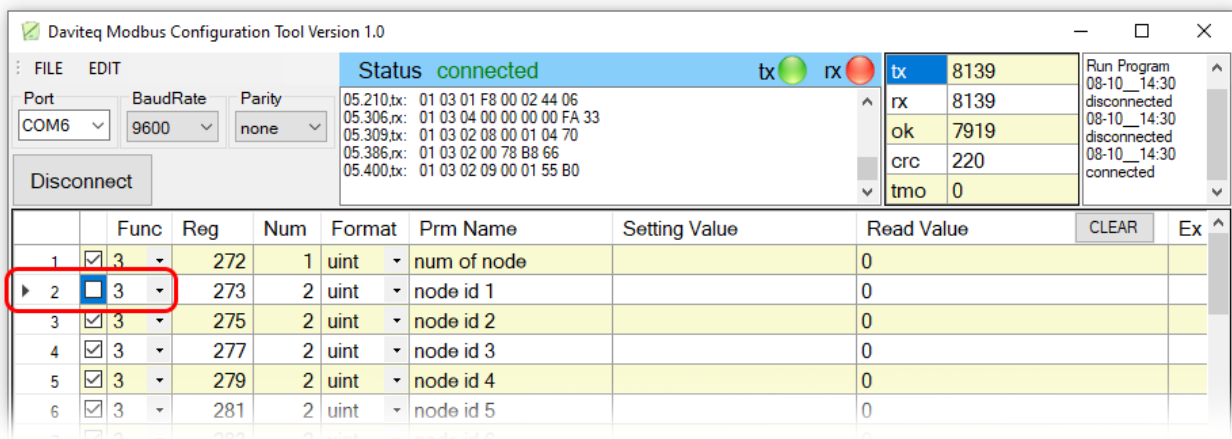 Daviteq Modbus Configuration Tool Version 1.0
FILE EDIT
Status connected tx rx
Port BaudRate Parity
COM6 9600 none
Disconnect
05.210,tx: 01 03 01 F8 00 02 44 06
05.306,rx: 01 03 04 00 00 00 00 FA 33
05.309,tx: 01 03 02 08 00 01 04 70
05.386,rx: 01 03 02 00 78 B8 66
05.400,tx: 01 03 02 09 00 01 55 B0
tx 8139
rx 8139
ok 7919
crc 220
tmo 0
Run Program
08-10__14:30
disconnected
08-10__14:30
disconnected
08-10__14:30
connected
Func Reg Num Format Prm Name Setting Value Read Value CLEAR Ex
1 3 272 1 uint num of node 0
2 3 273 2 uint node id 1 0
3 3 275 2 uint node id 2 0
4 3 277 2 uint node id 3 0
5 3 279 2 uint node id 4 0
6 3 281 2 uint node id 5 0